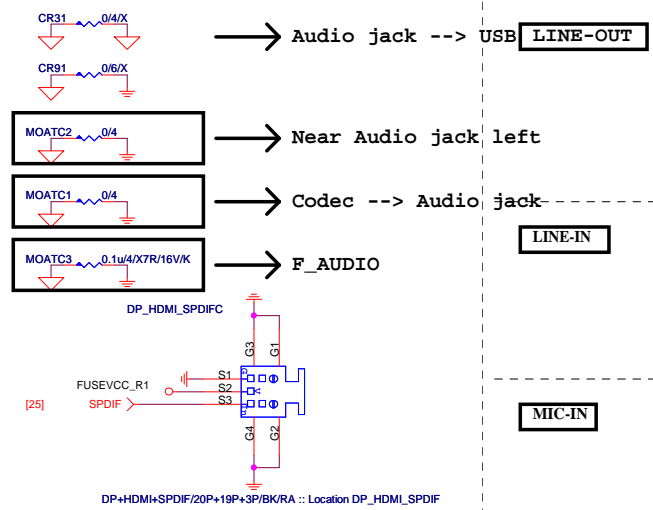 CR31 0/4/X
Audio jack --> USB LINE-OUT
CR91 0/6/X
MOATC2 0/4
Near Audio jack left
MOATC1 0/4
Codec --> Audio jack
LINE-IN
MOATC3 0.1u/4/X7R/16V/K
F_AUDIO
DP_HDMI_SPDIFC
G3 G1
S1
FUSEVCC_R1 S2
[25] SPDIF S3
MIC-IN
G4 G2
DP+HDMI+SPDIF/20P+19P+3P/BK/RA :: Location DP_HDMI_SPDIF